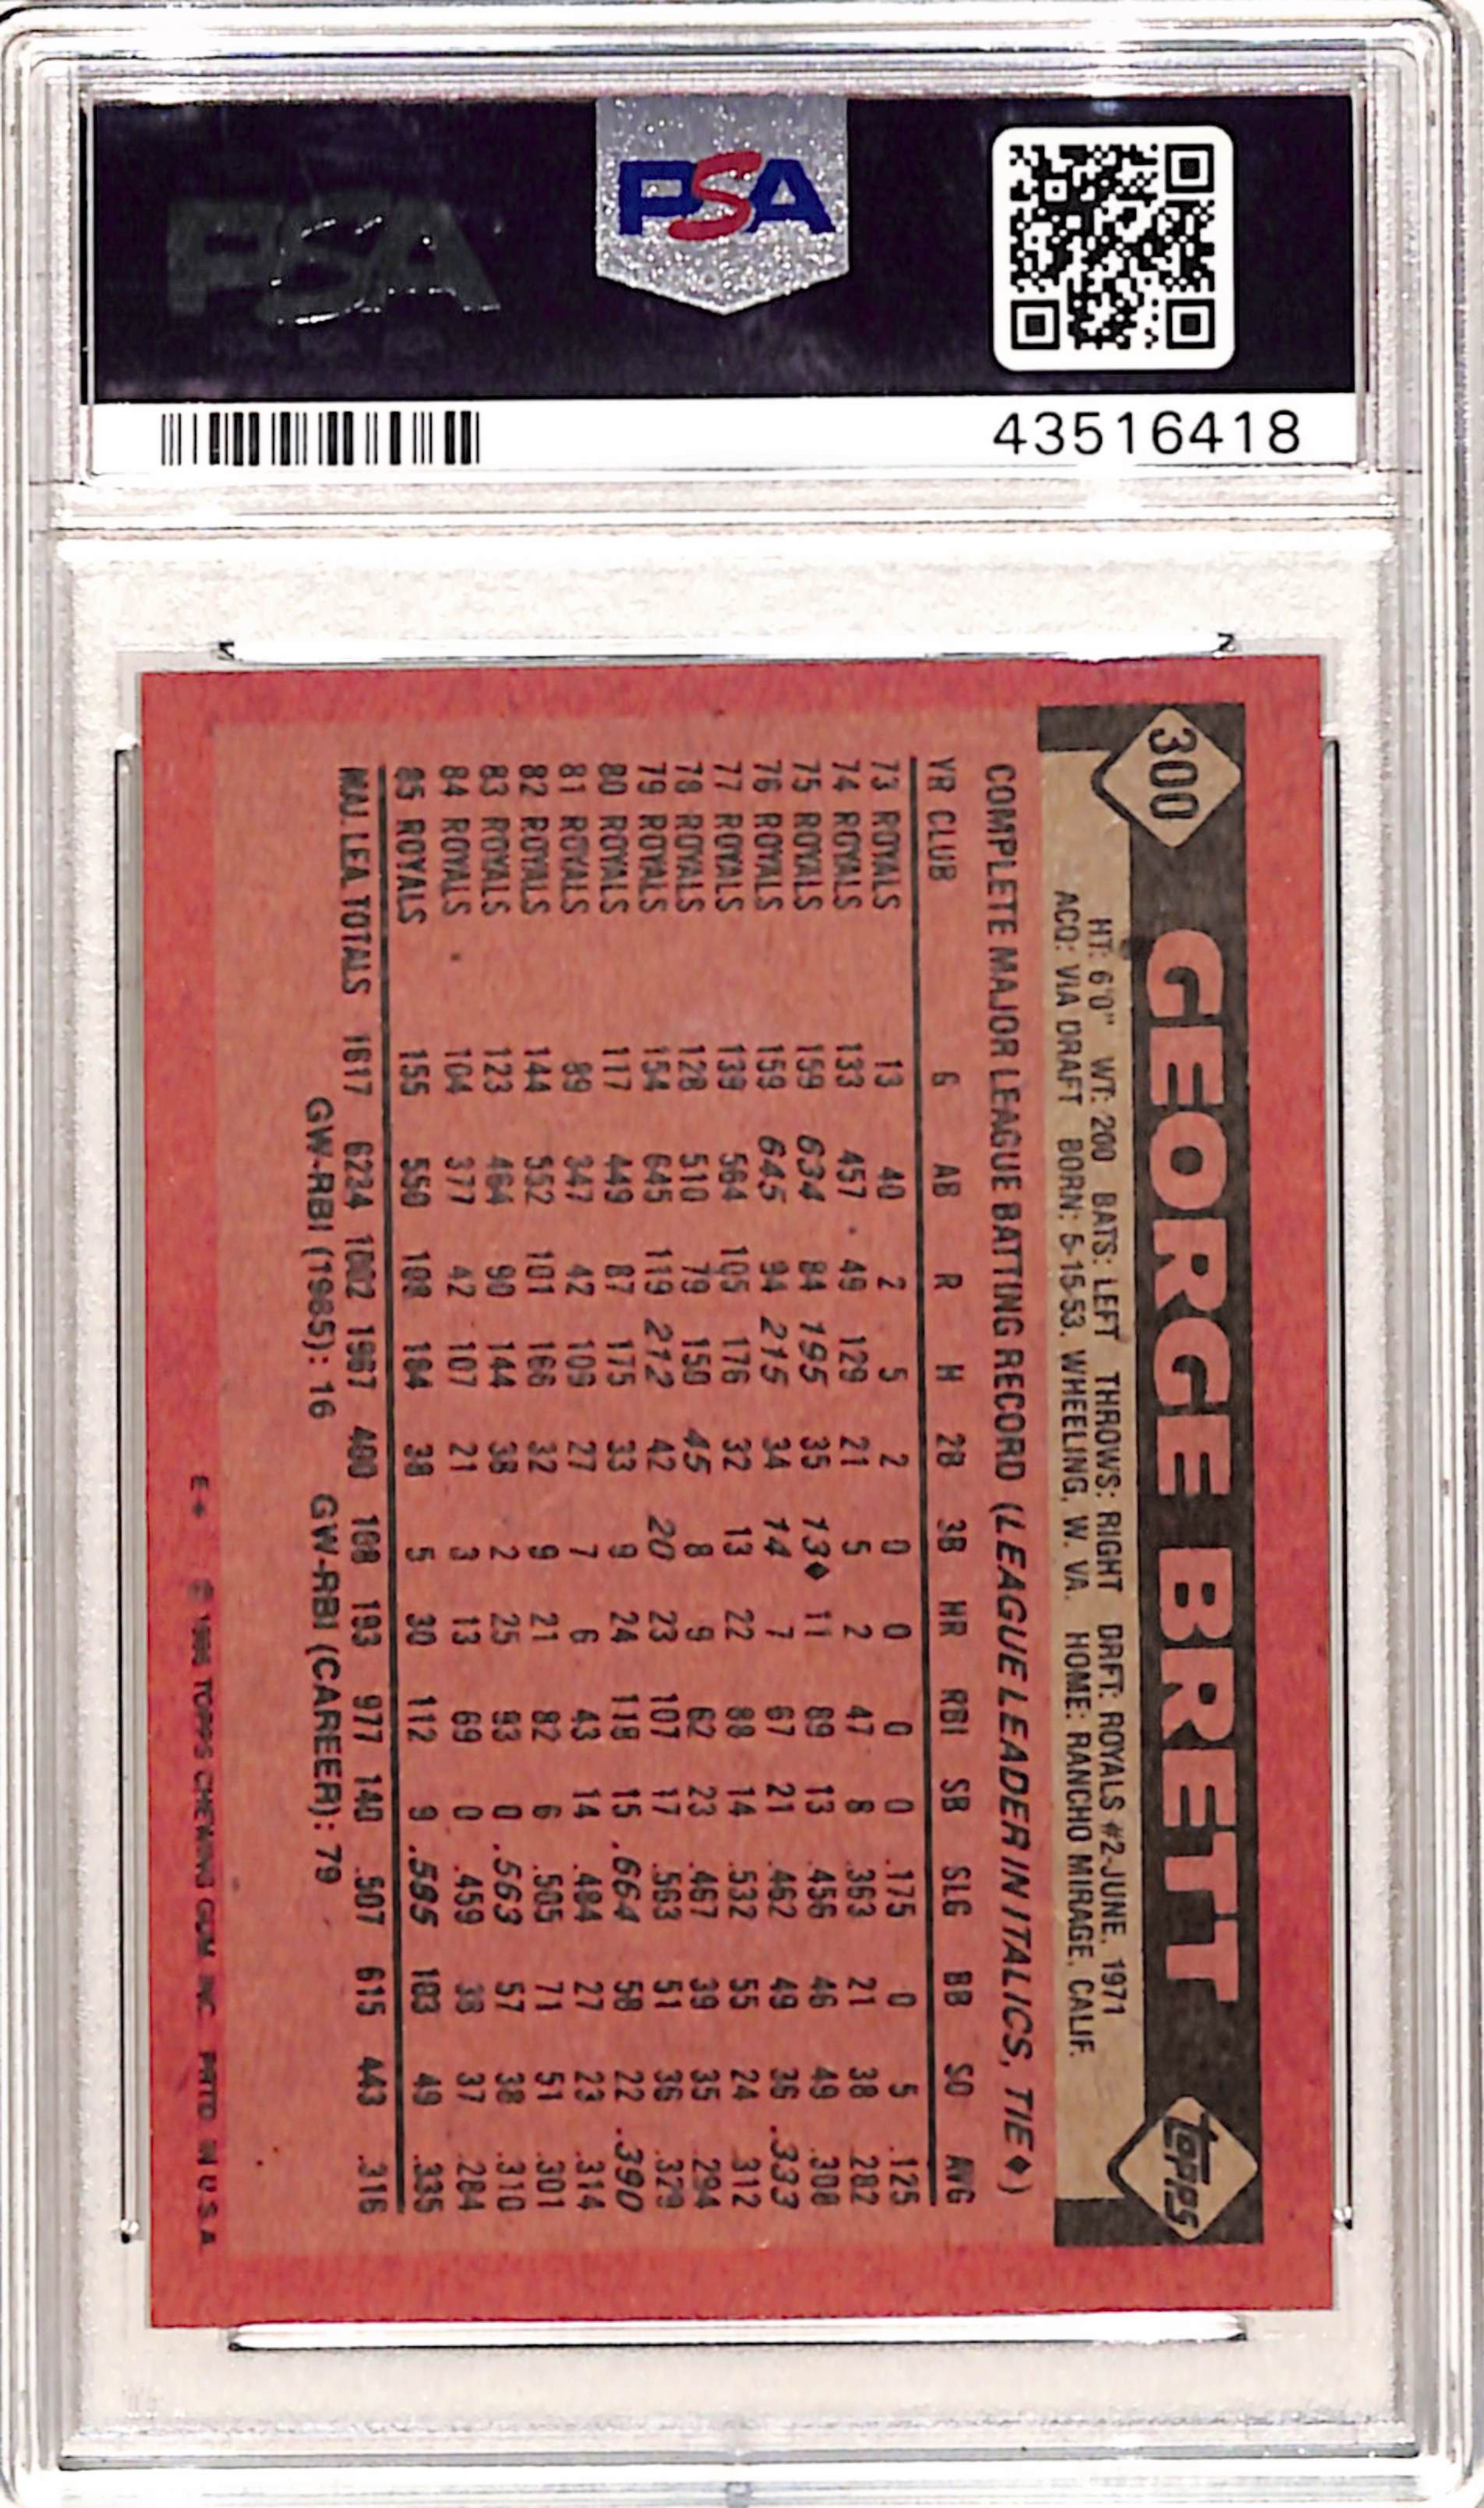 PSA
PSA
43516418
300 GEORGE BRETT topps
HT: 6'0" WT: 200 BATS: LEFT THROWS: RIGHT DRFT: ROYALS #2-JUNE, 1971
ACQ: VIA DRAFT BORN: 5-15-53, WHEELING, W. VA. HOME: RANCHO MIRAGE, CALIF.
COMPLETE MAJOR LEAGUE BATTING RECORD (LEAGUE LEADER IN ITALICS, TIE♦)
YR CLUB G AB R H 2B 3B HR RBI SB SLG BB SO AVG
73 ROYALS 13 40 2 5 2 0 0 0 0 .175 0 5 .125
74 ROYALS 133 457 49 129 21 5 2 47 8 .363 21 38 .282
75 ROYALS 159 634 84 195 35 13♦ 11 89 13 .456 46 49 .308
76 ROYALS 159 645 94 215 34 14 7 67 21 .462 49 36 .333
77 ROYALS 139 564 105 176 32 13 22 88 14 .532 55 24 .312
78 ROYALS 128 510 79 150 45 8 9 62 23 .467 39 35 .294
79 ROYALS 154 645 119 212 42 20 23 107 17 .563 51 36 .329
80 ROYALS 117 449 87 175 33 9 24 118 15 .664 58 22 .390
81 ROYALS 89 347 42 109 27 7 6 43 14 .484 27 23 .314
82 ROYALS 144 552 101 166 32 9 21 82 6 .505 71 51 .301
83 ROYALS 123 464 90 144 38 2 25 93 0 .563 57 38 .310
84 ROYALS 104 377 42 107 21 3 13 69 0 .459 38 37 .284
85 ROYALS 155 550 108 184 38 5 30 112 9 .585 103 49 .335
MAJ. LEA. TOTALS 1617 6234 1002 1967 400 108 193 977 140 .507 615 443 .316
GW-RBI (1985): 16 GW-RBI (CAREER): 79
E* © 1986 TOPPS CHEWING GUM, INC. PRTD. IN U.S.A.